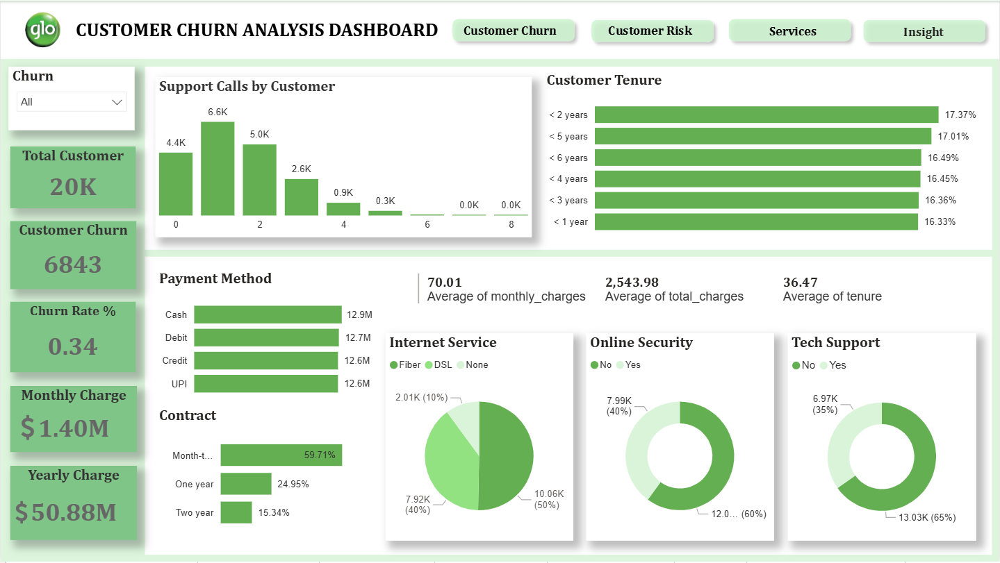 glo
CUSTOMER CHURN ANALYSIS DASHBOARD
Customer Churn
Customer Risk
Services
Insight
Churn
All
Total Customer
20K
Customer Churn
6843
Churn Rate %
0.34
Monthly Charge
$ 1.40M
Yearly Charge
$50.88M
Support Calls by Customer
4.4K
6.6K
5.0K
2.6K
0.9K
0.3K
0.0K
0.0K
0 2 4 6 8
Customer Tenure
< 2 years 17.37%
< 5 years 17.01%
< 6 years 16.49%
< 4 years 16.45%
< 3 years 16.36%
< 1 year 16.33%
Payment Method
Cash 12.9M
Debit 12.7M
Credit 12.6M
UPI 12.6M
Contract
Month-t... 59.71%
One year 24.95%
Two year 15.34%
70.01
Average of monthly_charges
2,543.98
Average of total_charges
36.47
Average of tenure
Internet Service
Fiber DSL None
2.01K (10%)
7.92K
(40%)
10.06K
(50%)
Online Security
No Yes
7.99K
(40%)
12.0... (60%)
Tech Support
No Yes
6.97K
(35%)
13.03K (65%)